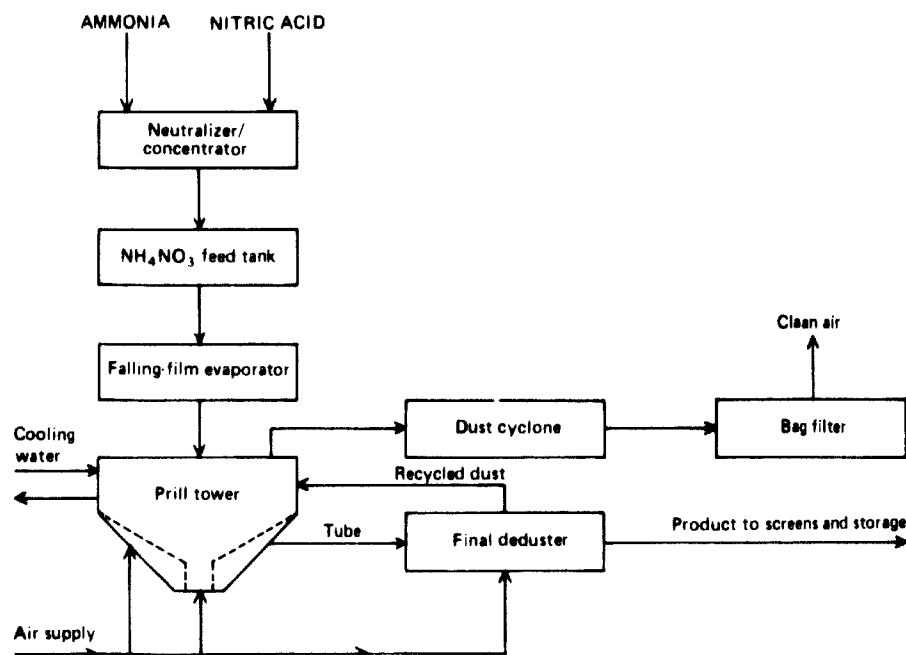 AMMONIA
NITRIC ACID
Neutralizer/
concentrator
NH₄NO₃ feed tank
Falling-film evaporator
Claan air
Dust cyclone
Bag filter
Cooling
water
Prill tower
Recycled dust
Tube
Final deduster
Product to screens and storage
Air supply